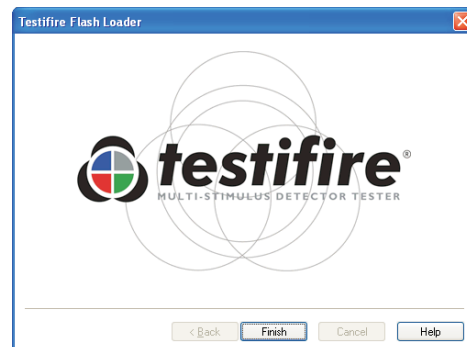 Testifire Flash Loader
testifire®
MULTI-STIMULUS DETECTOR TESTER
< Back Finish Cancel Help